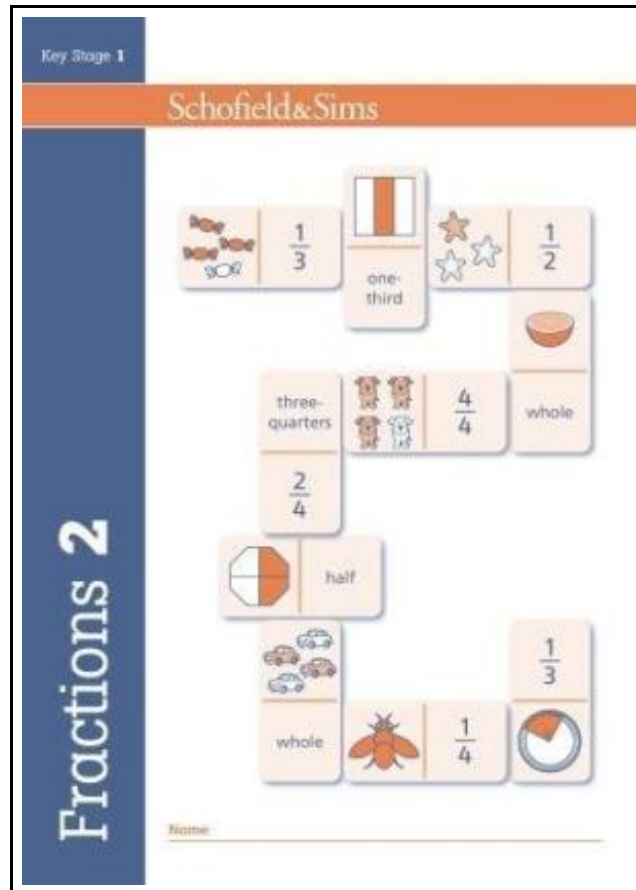 Key Stage 1
Schofield&Sims
1/3
one-
third
1/2
whole
three-
quarters
4/4
2/4
half
whole
1/4
1/3
Fractions 2
Name